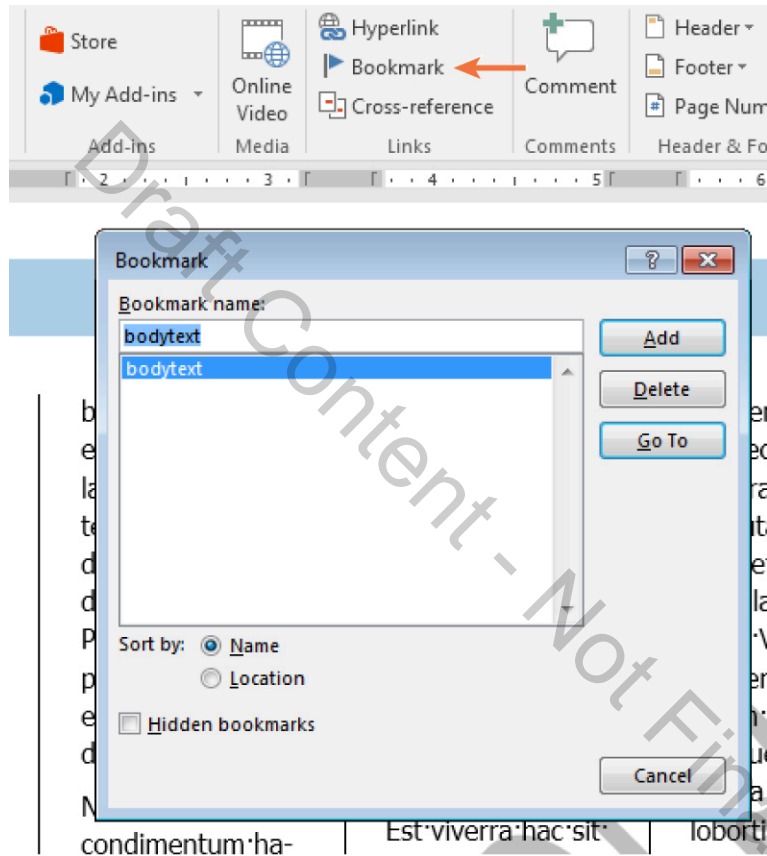 Store
My Add-ins
Add-ins
Online
Video
Media
Hyperlink
Bookmark
Cross-reference
Links
Comment
Comments
Header
Footer
# Page Num
Header & Fo
2 3 4 5 6
Bookmark
?
Bookmark name:
bodytext
bodytext
Add
Delete
Go To
Sort by: Name
Location
Hidden bookmarks
Cancel
condimentum·ha-
Est·viverra·hac·sit·
loborti
Draft Content - Not Fin